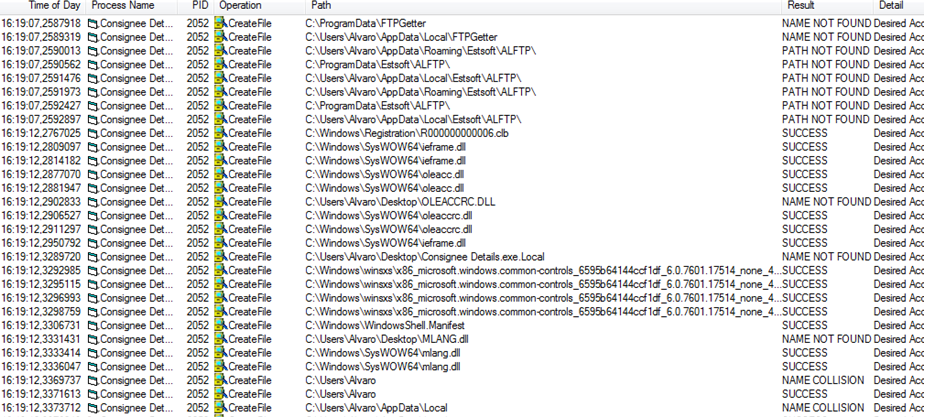 Time of Day Process Name PID Operation Path Result Detail
16:19:07,2587918 Consignee Det... 2052 CreateFile C:\ProgramData\FTPGetter NAME NOT FOUND Desired Acc
16:19:07,2589319 Consignee Det... 2052 CreateFile C:\Users\Alvaro\AppData\Local\FTPGetter NAME NOT FOUND Desired Acc
16:19:07,2590013 Consignee Det... 2052 CreateFile C:\Users\Alvaro\AppData\Roaming\Estsoft\ALFTP\ PATH NOT FOUND Desired Acc
16:19:07,2590562 Consignee Det... 2052 CreateFile C:\ProgramData\Estsoft\ALFTP\ PATH NOT FOUND Desired Acc
16:19:07,2591476 Consignee Det... 2052 CreateFile C:\Users\Alvaro\AppData\Local\Estsoft\ALFTP\ PATH NOT FOUND Desired Acc
16:19:07,2591973 Consignee Det... 2052 CreateFile C:\Users\Alvaro\AppData\Roaming\Estsoft\ALFTP\ PATH NOT FOUND Desired Acc
16:19:07,2592427 Consignee Det... 2052 CreateFile C:\ProgramData\Estsoft\ALFTP\ PATH NOT FOUND Desired Acc
16:19:07,2592897 Consignee Det... 2052 CreateFile C:\Users\Alvaro\AppData\Local\Estsoft\ALFTP\ PATH NOT FOUND Desired Acc
16:19:12,2767025 Consignee Det... 2052 CreateFile C:\Windows\Registration\R000000000006.clb SUCCESS Desired Acc
16:19:12,2809097 Consignee Det... 2052 CreateFile C:\Windows\SysWOW64\ieframe.dll SUCCESS Desired Acc
16:19:12,2814182 Consignee Det... 2052 CreateFile C:\Windows\SysWOW64\ieframe.dll SUCCESS Desired Acc
16:19:12,2877070 Consignee Det... 2052 CreateFile C:\Windows\SysWOW64\oleacc.dll SUCCESS Desired Acc
16:19:12,2881947 Consignee Det... 2052 CreateFile C:\Windows\SysWOW64\oleacc.dll SUCCESS Desired Acc
16:19:12,2902833 Consignee Det... 2052 CreateFile C:\Users\Alvaro\Desktop\OLEACCRC.DLL NAME NOT FOUND Desired Acc
16:19:12,2906527 Consignee Det... 2052 CreateFile C:\Windows\SysWOW64\oleaccrc.dll SUCCESS Desired Acc
16:19:12,2911297 Consignee Det... 2052 CreateFile C:\Windows\SysWOW64\oleaccrc.dll SUCCESS Desired Acc
16:19:12,2950792 Consignee Det... 2052 CreateFile C:\Windows\SysWOW64\ieframe.dll SUCCESS Desired Acc
16:19:12,3289720 Consignee Det... 2052 CreateFile C:\Users\Alvaro\Desktop\Consignee Details.exe.Local NAME NOT FOUND Desired Acc
16:19:12,3292985 Consignee Det... 2052 CreateFile C:\Windows\winsxs\x86_microsoft.windows.common-controls_6595b64144ccf1df_6.0.7601.17514_none_4... SUCCESS Desired Acc
16:19:12,3295115 Consignee Det... 2052 CreateFile C:\Windows\winsxs\x86_microsoft.windows.common-controls_6595b64144ccf1df_6.0.7601.17514_none_4... SUCCESS Desired Acc
16:19:12,3296993 Consignee Det... 2052 CreateFile C:\Windows\winsxs\x86_microsoft.windows.common-controls_6595b64144ccf1df_6.0.7601.17514_none_4... SUCCESS Desired Acc
16:19:12,3298759 Consignee Det... 2052 CreateFile C:\Windows\winsxs\x86_microsoft.windows.common-controls_6595b64144ccf1df_6.0.7601.17514_none_4... SUCCESS Desired Acc
16:19:12,3306731 Consignee Det... 2052 CreateFile C:\Windows\WindowsShell.Manifest SUCCESS Desired Acc
16:19:12,3331431 Consignee Det... 2052 CreateFile C:\Users\Alvaro\Desktop\MLANG.dll NAME NOT FOUND Desired Acc
16:19:12,3333414 Consignee Det... 2052 CreateFile C:\Windows\SysWOW64\mlang.dll SUCCESS Desired Acc
16:19:12,3336047 Consignee Det... 2052 CreateFile C:\Windows\SysWOW64\mlang.dll SUCCESS Desired Acc
16:19:12,3369737 Consignee Det... 2052 CreateFile C:\Users\Alvaro NAME COLLISION Desired Acc
16:19:12,3371613 Consignee Det... 2052 CreateFile C:\Users\Alvaro SUCCESS Desired Acc
16:19:12,3373712 Consignee Det... 2052 CreateFile C:\Users\Alvaro\AppData\Local NAME COLLISION Desired Acc